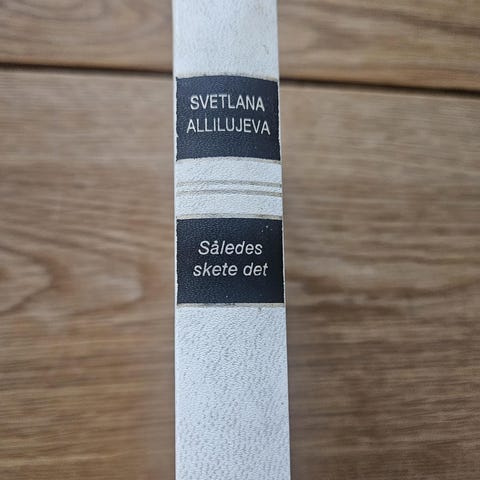 SVETLANA
ALLILUJEVA
Således
skete det